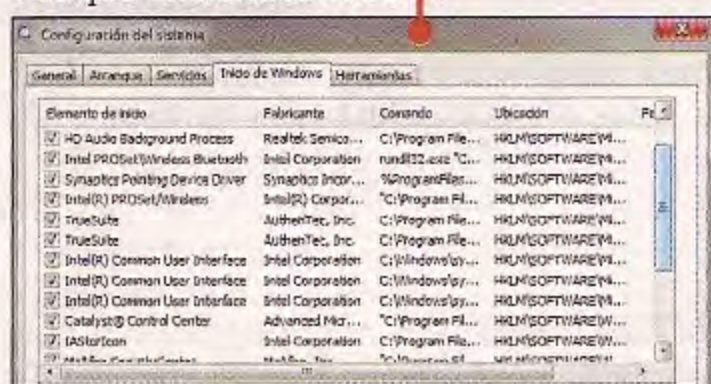 Configuración del sistema
General Arranque Servicios Inicio de Windows Herramientas
Elemento de inicio Fabricante Comando Ubicación
HD Audio Background Process Realtek Semico... C:\Program File... HKLM\SOFTWARE\M...
Intel PROSet/Wireless Bluetooth Intel Corporation rundll32.exe "C... HKLM\SOFTWARE\M...
Synaptics Pointing Device Driver Synaptics Incor... %ProgramFiles... HKLM\SOFTWARE\M...
Intel(R) PROSet/Wireless Intel(R) Corpor... "C:\Program Fil... HKLM\SOFTWARE\M...
TrueSuite AuthenTec, Inc. C:\Program File... HKLM\SOFTWARE\M...
TrueSuite AuthenTec, Inc. C:\Program File... HKLM\SOFTWARE\M...
Intel(R) Common User Interface Intel Corporation C:\Windows\sy... HKLM\SOFTWARE\M...
Intel(R) Common User Interface Intel Corporation C:\Windows\sy... HKLM\SOFTWARE\M...
Intel(R) Common User Interface Intel Corporation C:\Windows\sy... HKLM\SOFTWARE\M...
Catalyst® Control Center Advanced Micr... "C:\Program Fil... HKLM\SOFTWARE\W...
IAStorIcon Intel Corporation C:\Program File... HKLM\SOFTWARE\W...